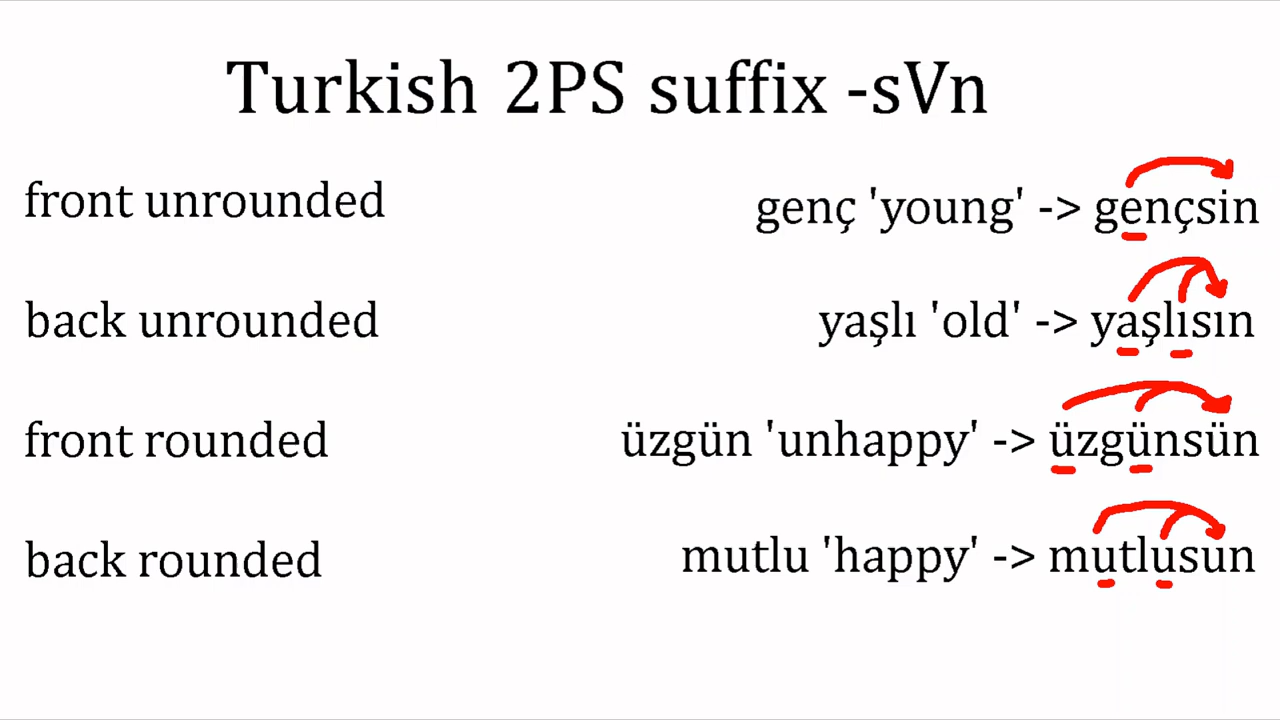 Turkish 2PS suffix -sVn
front unrounded genç 'young' -> gençsin
back unrounded yaşlı 'old' -> yaşlısın
front rounded üzgün 'unhappy' -> üzgünsün
back rounded mutlu 'happy' -> mutlusun